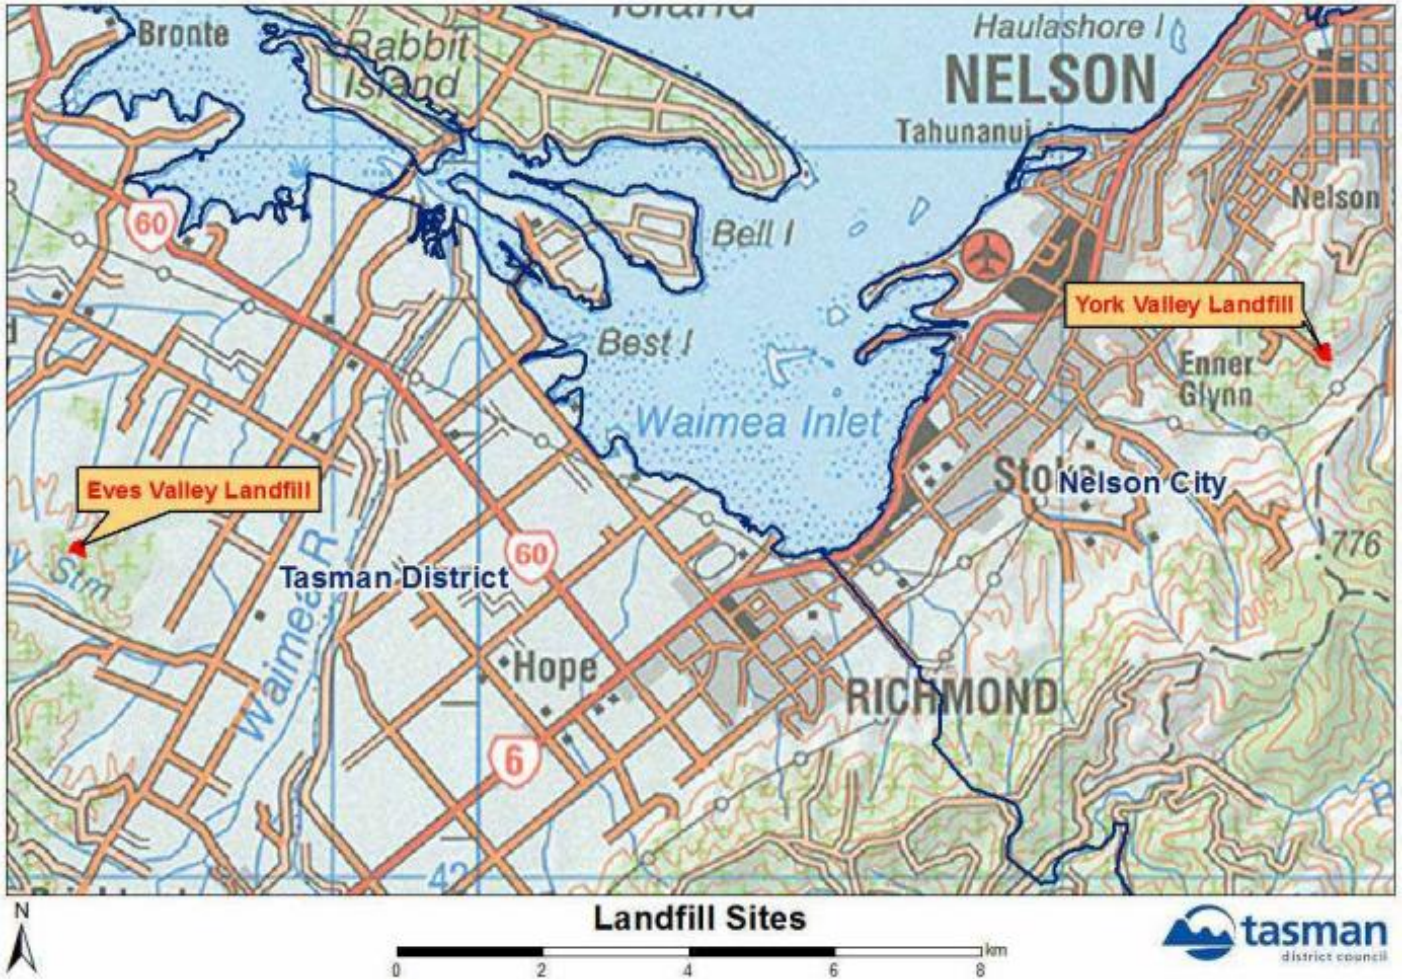 Island
Haulashore I
Bronte
Rabbit
Island
NELSON
Tahunanui
Nelson
60
Bell I
York Valley Landfill
Best I
Enner
Glynn
Waimea Inlet
Eves Valley Landfill
Nelson City
776
60
Stm
Tasman District
Waimea R
Hope
RICHMOND
6
42
N
Landfill Sites
0 2 4 6 8 km
tasman
district council